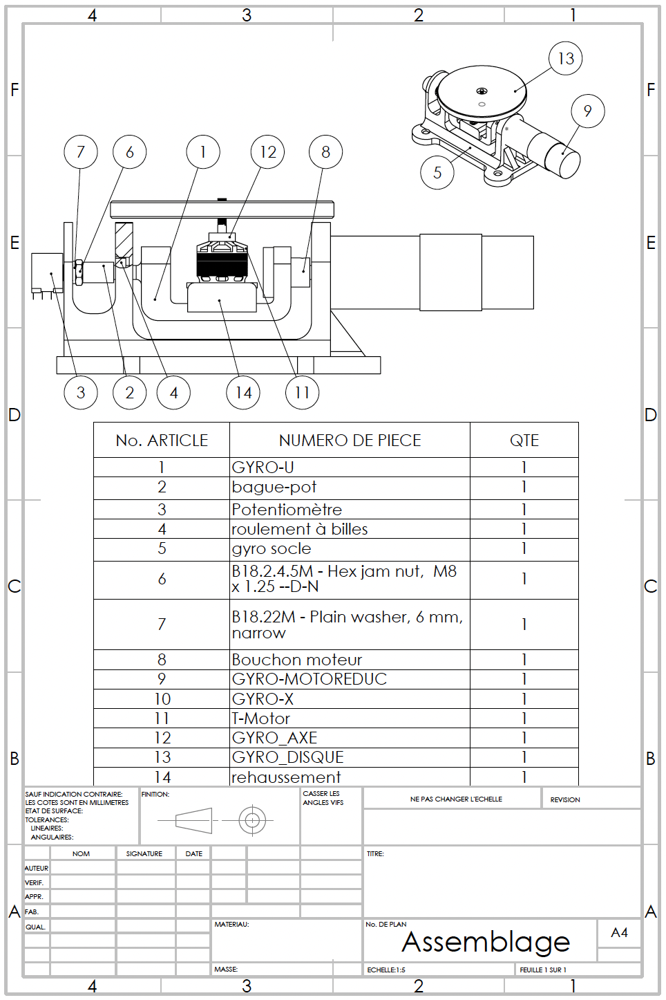 4 3 2 1
F F
E E
D D
C C
B B
A A
13
9
5
7 6 1 12 8
3 2 4 14 11
No. ARTICLE NUMERO DE PIECE QTE
1 GYRO-U 1
2 bague-pot 1
3 Potentiomètre 1
4 roulement à billes 1
5 gyro socle 1
6 B18.2.4.5M - Hex jam nut, M8 1
x 1.25 --D-N
7 B18.22M - Plain washer, 6 mm, 1
narrow
8 Bouchon moteur 1
9 GYRO-MOTOREDUC 1
10 GYRO-X 1
11 T-Motor 1
12 GYRO_AXE 1
13 GYRO_DISQUE 1
14 rehaussement 1
SAUF INDICATION CONTRAIRE:
LES COTES SONT EN MILLIMETRES
ETAT DE SURFACE:
TOLERANCES:
LINEAIRES:
ANGULAIRES:
FINITION:
CASSER LES
ANGLES VIFS
NE PAS CHANGER L'ECHELLE
REVISION
NOM SIGNATURE DATE
AUTEUR
VERIF.
APPR.
FAB.
QUAL.
TITRE:
MATERIAU:
No. DE PLAN
Assemblage
A4
MASSE:
ECHELLE:1:5
FEUILLE 1 SUR 1
4 3 2 1